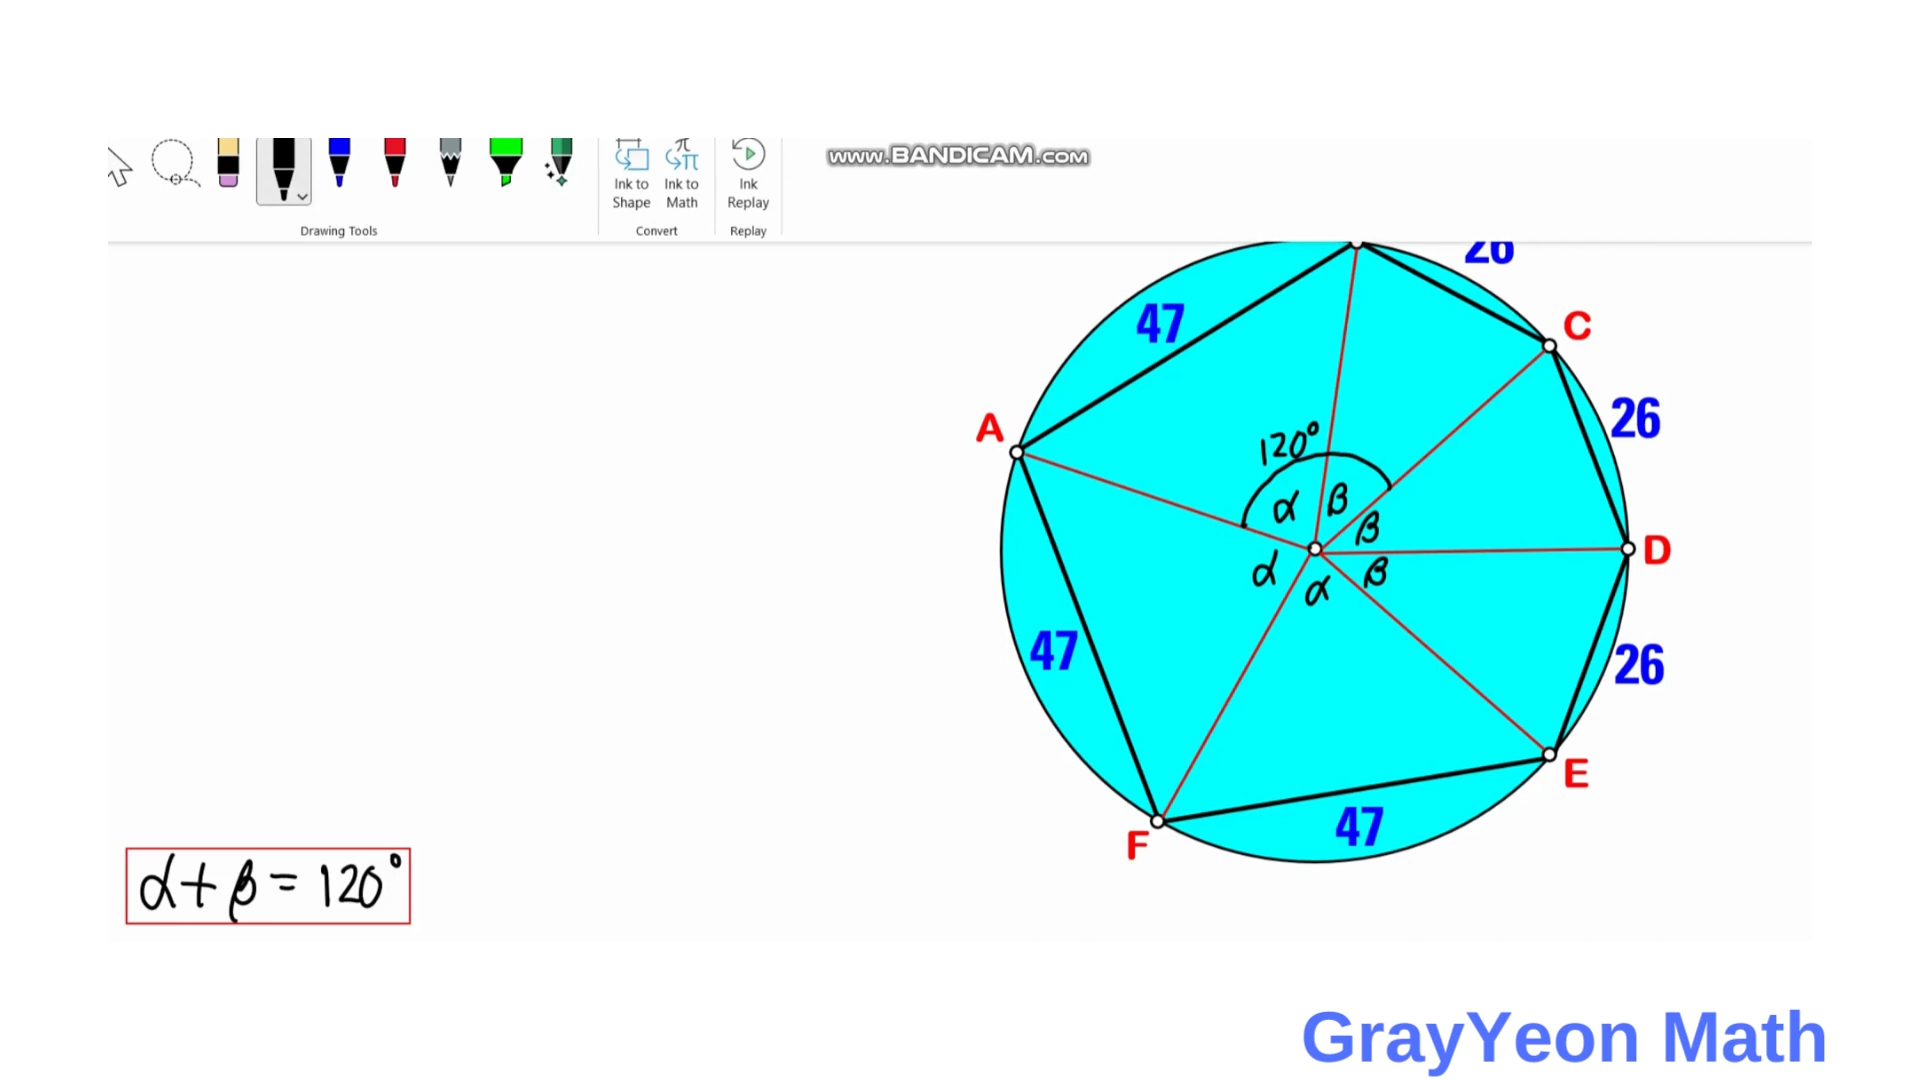 www.BANDICAM.com
Ink to Shape
Ink to Math
Ink Replay
Drawing Tools
Convert
Replay
26
47
C
26
A
120°
α
β
β
D
α
α
β
47
26
E
47
F
α+β= 120°
GrayYeon Math